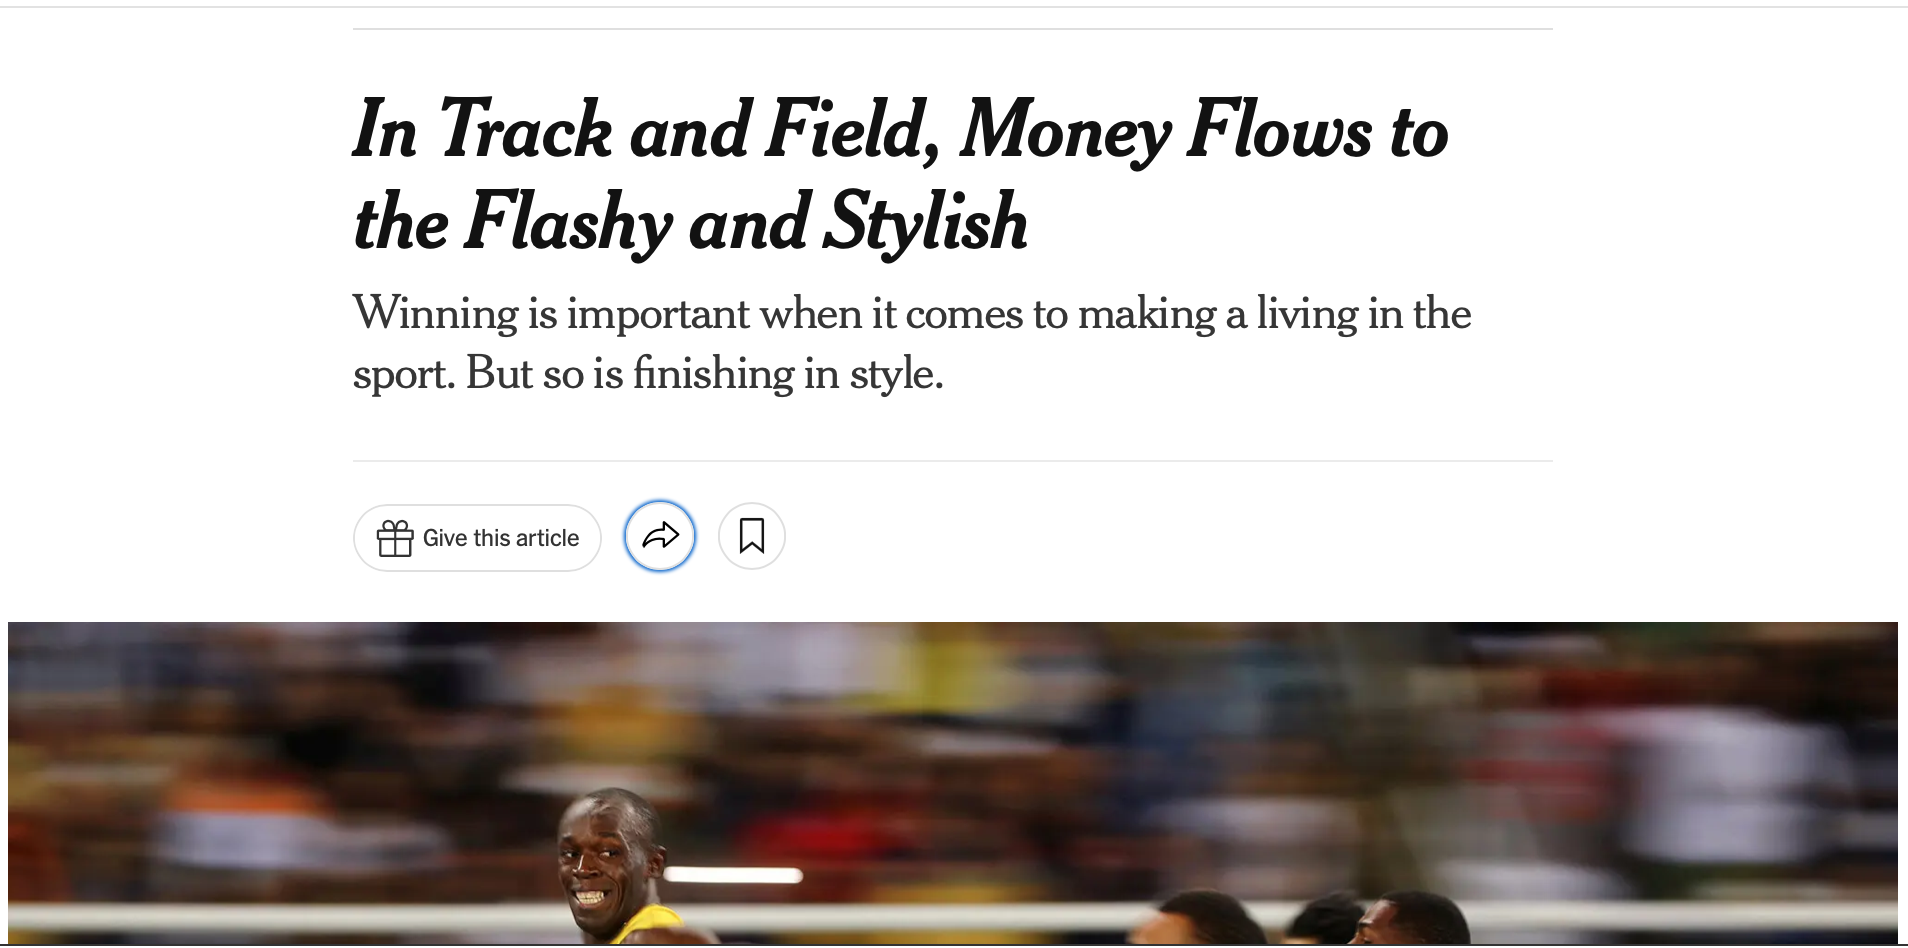 In Track and Field, Money Flows to
the Flashy and Stylish
Winning is important when it comes to making a living in the
sport. But so is finishing in style.
Give this article